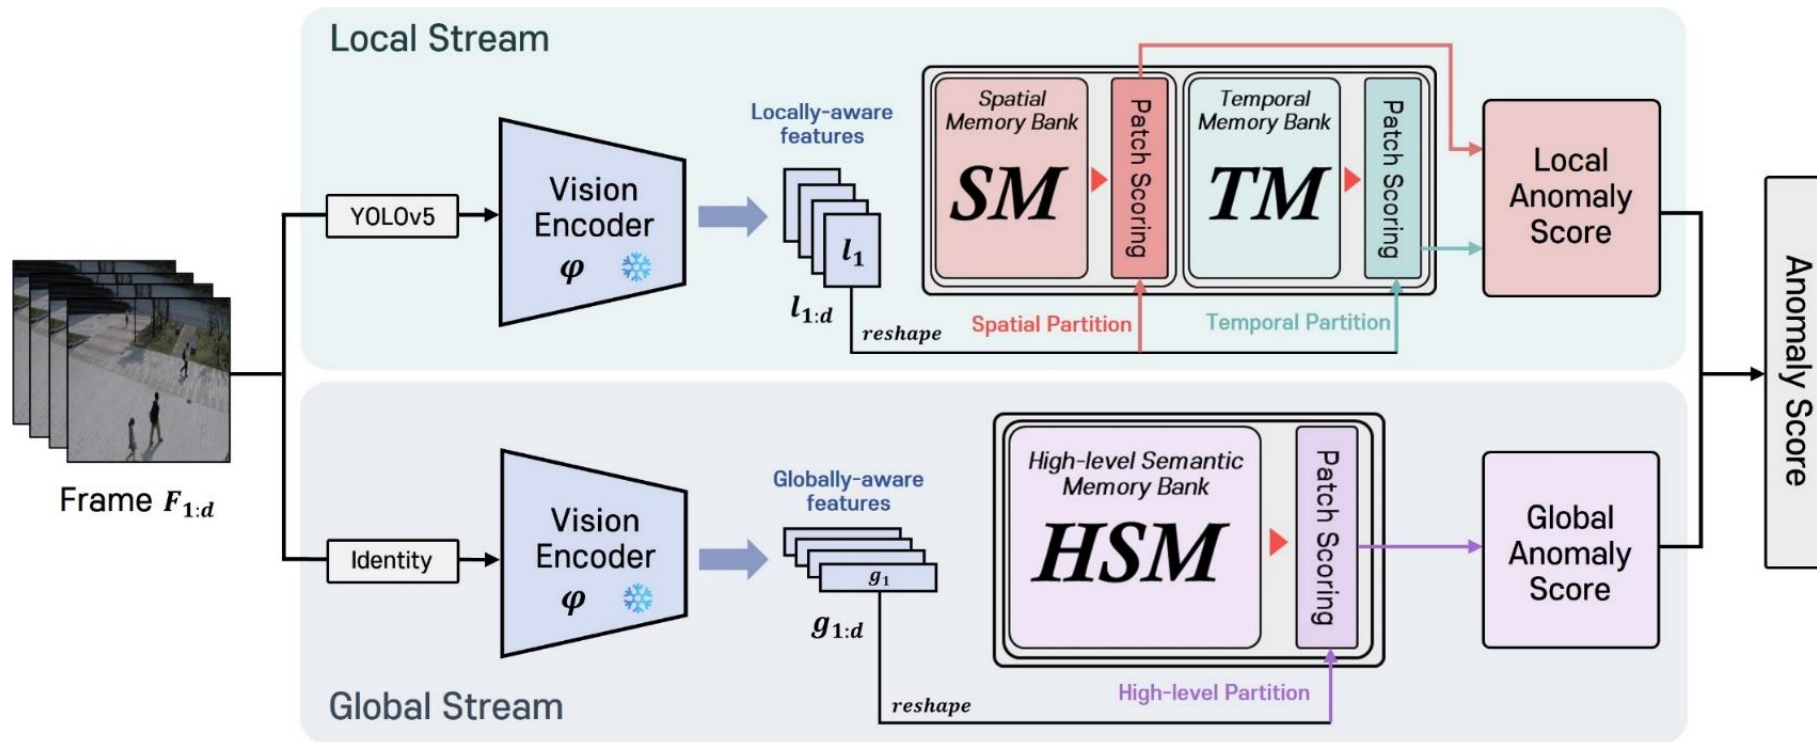 Local Stream
YOLOv5
Vision
Encoder
φ
Locally-aware
features
l₁
l₁:d
reshape
Spatial
Memory Bank
SM
Patch Scoring
Temporal
Memory Bank
TM
Patch Scoring
Spatial Partition
Temporal Partition
Local
Anomaly
Score
Frame F₁:d
Identity
Vision
Encoder
φ
Globally-aware
features
g₁
g₁:d
reshape
High-level Semantic
Memory Bank
HSM
Patch Scoring
High-level Partition
Global
Anomaly
Score
Global Stream
Anomaly Score